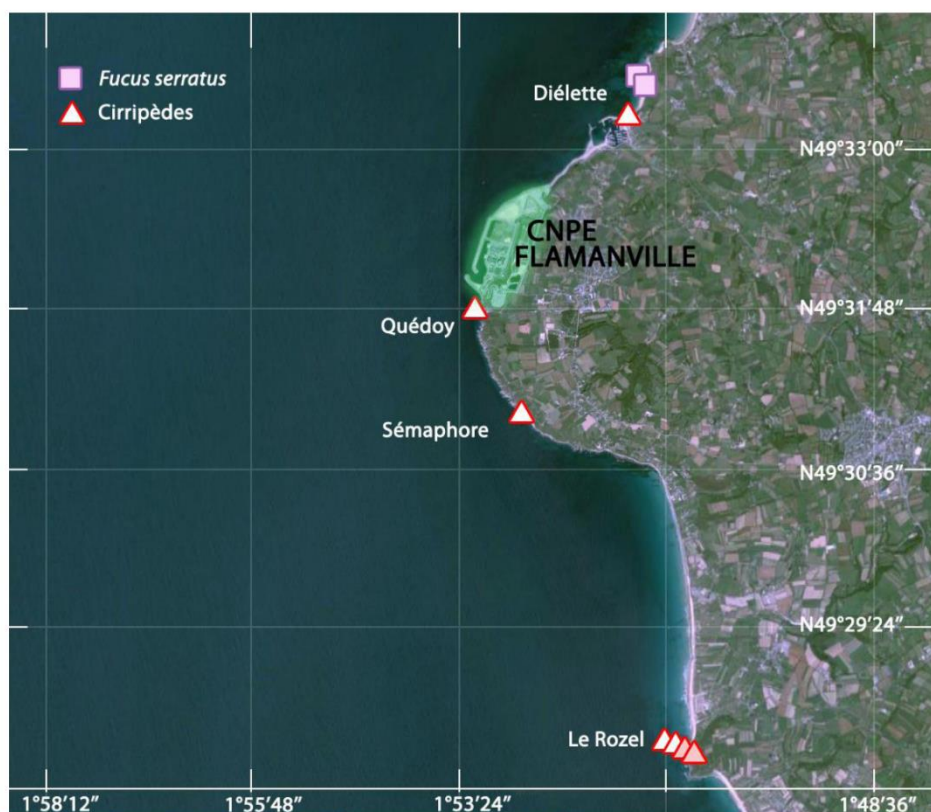 Fucus serratus
Cirripèdes
Diélette
N49°33’00”
CNPE
FLAMANVILLE
N49°31’48”
Quédoy
Sémaphore
N49°30’36”
N49°29’24”
Le Rozel
1°58’12”
1°55’48”
1°53’24”
1°48’36”